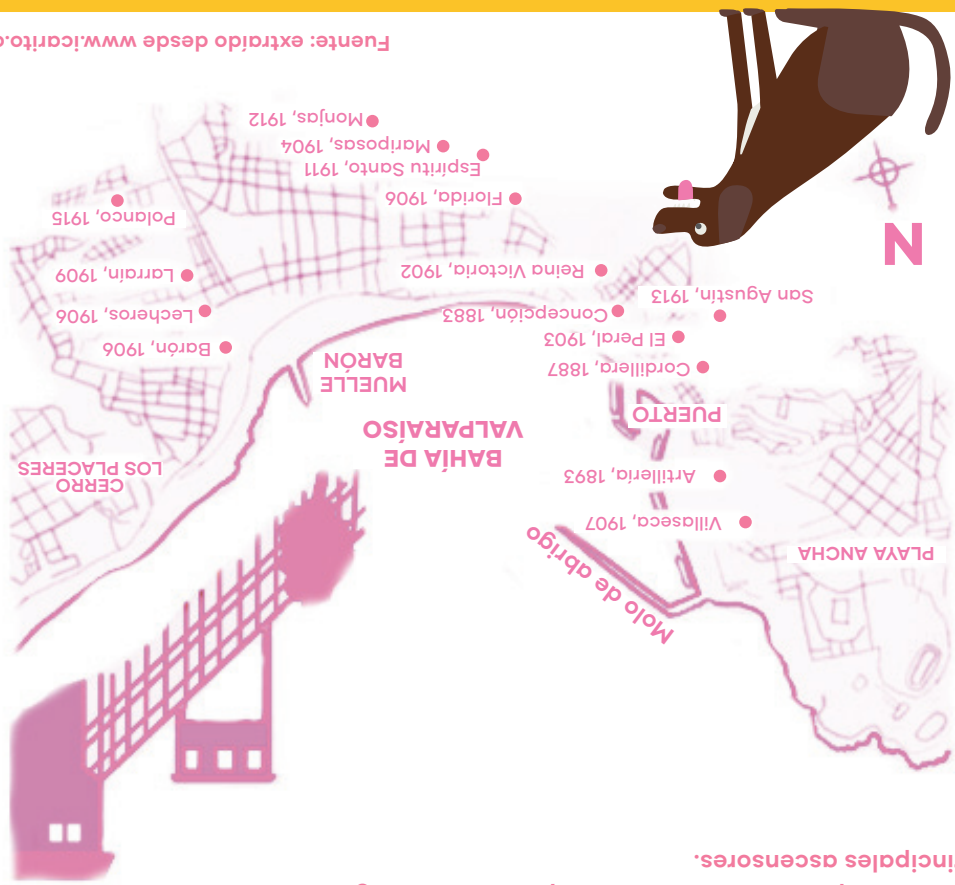 incipales ascensores.
Molo de abrigo
PLAYA ANCHA
Villaseca, 1907
Artilleria, 1893
CERRO
LOS PLACERES
BAHÍA DE
VALPARAÍSO
PUERTO
MUELLE
BARÓN
Cordillera, 1887
Barón, 1906
El Peral, 1903
Concepción, 1883
Lecheros, 1906
San Agustín, 1913
Reina Victoria, 1902
Larraín, 1909
N
Polanco, 1915
Florida, 1906
Espíritu Santo, 1911
Mariposas, 1904
Monjas, 1912
Fuente: extraído desde www.icarito.c